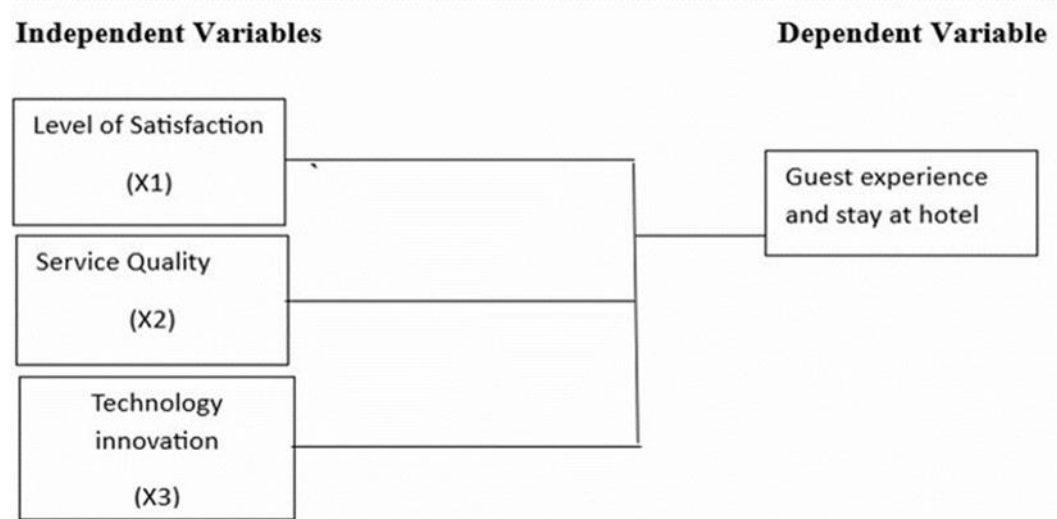 Independent Variables
Dependent Variable
Level of Satisfaction
(X1)
Guest experience
and stay at hotel
Service Quality
(X2)
Technology
innovation
(X3)